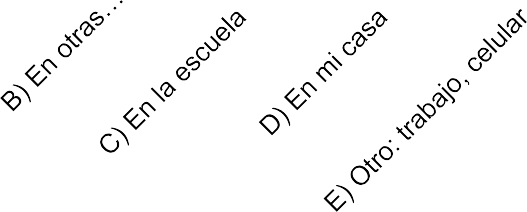 B) En otras…
C) En la escuela
D) En mi casa
E) Otro: trabajo, celular